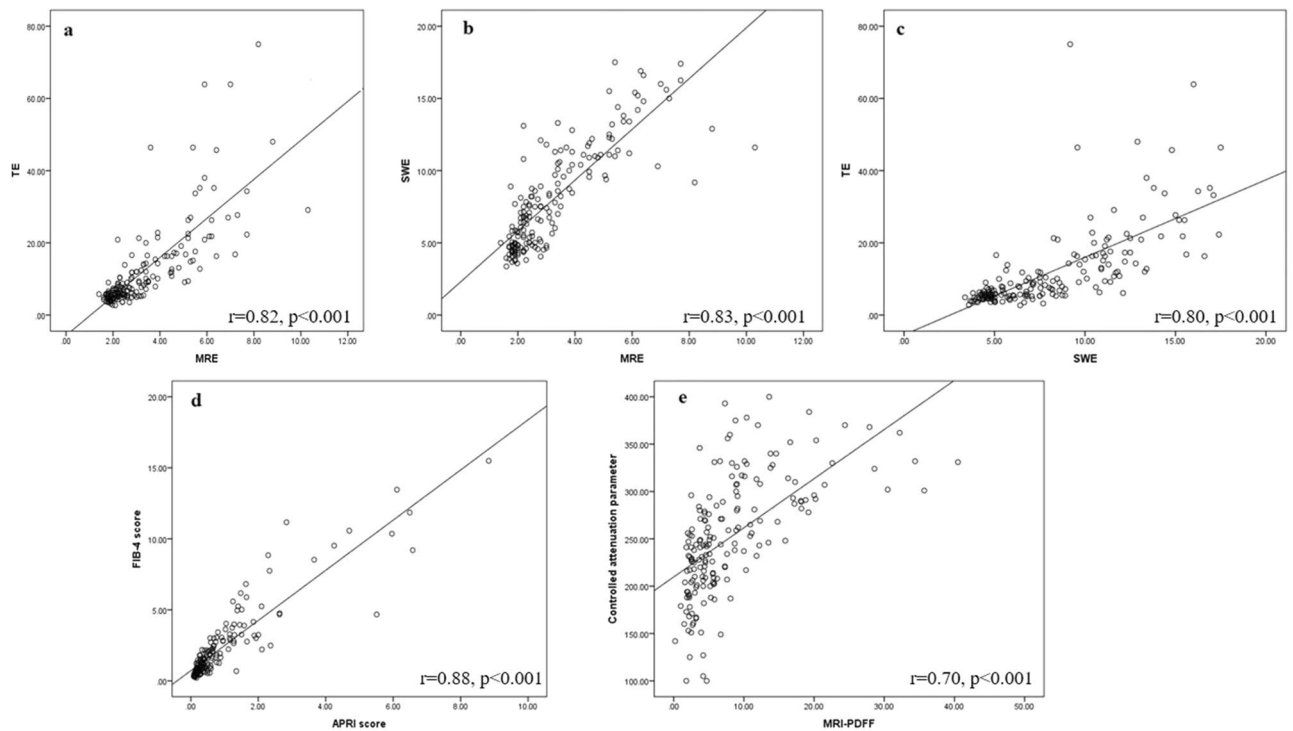 a
80.00
60.00
40.00
20.00
.00
TE
.00 2.00 4.00 6.00 8.00 10.00 12.00
MRE
r=0.82, p<0.001
b
20.00
15.00
10.00
5.00
.00
SWE
.00 2.00 4.00 6.00 8.00 10.00 12.00
MRE
r=0.83, p<0.001
c
80.00
60.00
40.00
20.00
.00
TE
.00 5.00 10.00 15.00 20.00
SWE
r=0.80, p<0.001
d
20.00
15.00
10.00
5.00
.00
FIB-4 score
.00 2.00 4.00 6.00 8.00 10.00
APRI score
r=0.88, p<0.001
e
400.00
350.00
300.00
250.00
200.00
150.00
100.00
Controlled attenuation parameter
.00 10.00 20.00 30.00 40.00 50.00
MRI-PDFF
r=0.70, p<0.001